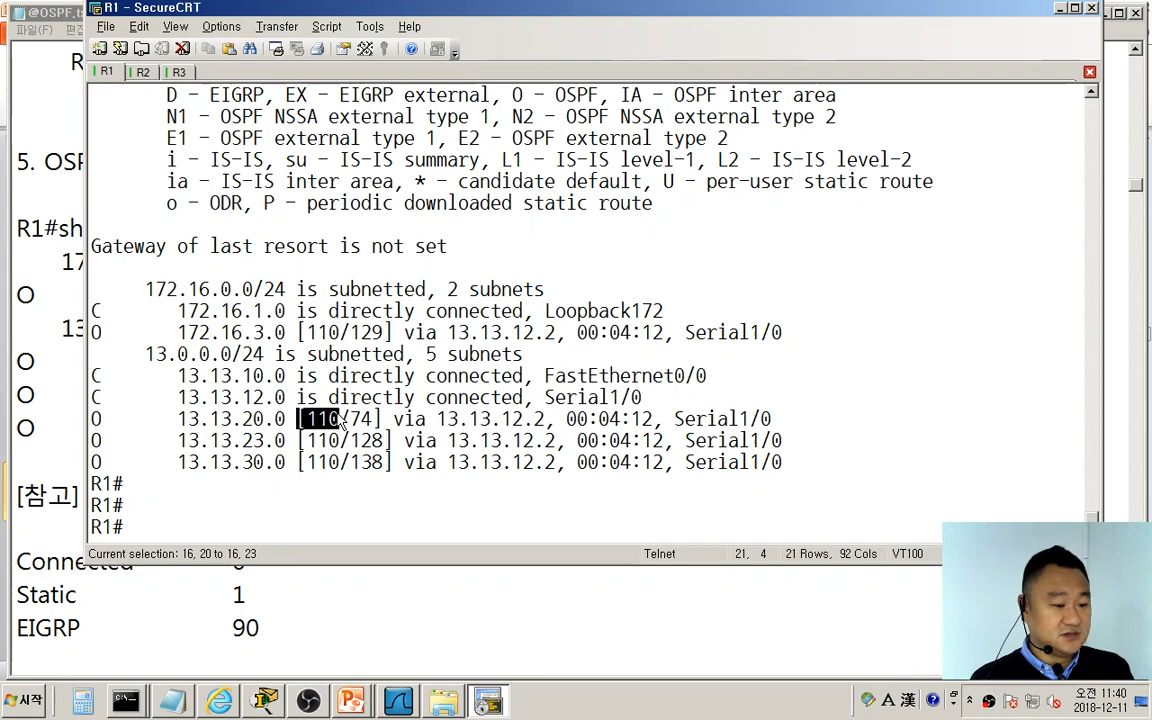 @OSPF.t
R1 - SecureCRT
파일(F)
File Edit View Options Transfer Script Tools Help
R1 R2 R3
R
D - EIGRP, EX - EIGRP external, O - OSPF, IA - OSPF inter area
N1 - OSPF NSSA external type 1, N2 - OSPF NSSA external type 2
E1 - OSPF external type 1, E2 - OSPF external type 2
i - IS-IS, su - IS-IS summary, L1 - IS-IS level-1, L2 - IS-IS level-2
ia - IS-IS inter area, * - candidate default, U - per-user static route
o - ODR, P - periodic downloaded static route
Gateway of last resort is not set
172.16.0.0/24 is subnetted, 2 subnets
C 172.16.1.0 is directly connected, Loopback172
O 172.16.3.0 [110/129] via 13.13.12.2, 00:04:12, Serial1/0
13.0.0.0/24 is subnetted, 5 subnets
C 13.13.10.0 is directly connected, FastEthernet0/0
C 13.13.12.0 is directly connected, Serial1/0
O 13.13.20.0 [110/74] via 13.13.12.2, 00:04:12, Serial1/0
O 13.13.23.0 [110/128] via 13.13.12.2, 00:04:12, Serial1/0
O 13.13.30.0 [110/138] via 13.13.12.2, 00:04:12, Serial1/0
R1#
R1#
R1#
Current selection: 16, 20 to 16, 23 Telnet 21, 4 21 Rows, 92 Cols VT100
5. OSP
R1#sh
17
O
13
O
O
O
[참고]
Connected 0
Static 1
EIGRP 90
시작
A 漢
오전 11:40
2018-12-11